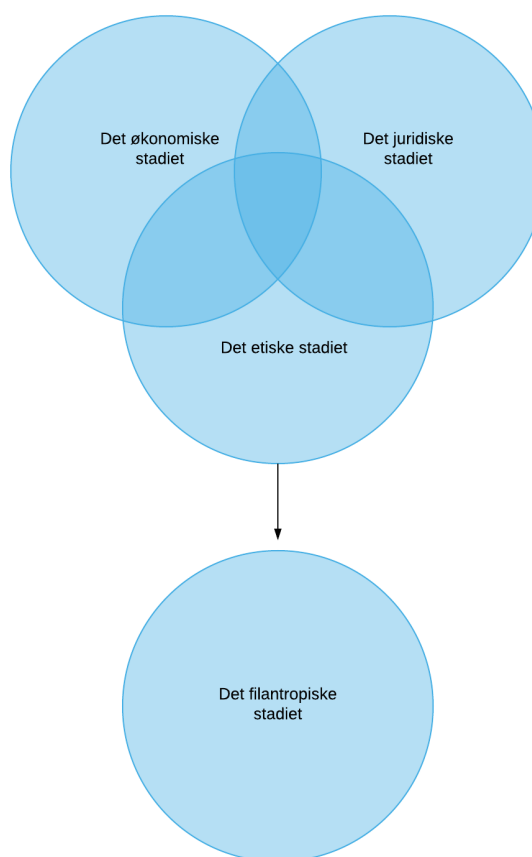 Det økonomiske
stadiet
Det juridiske
stadiet
Det etiske stadiet
Det filantropiske
stadiet